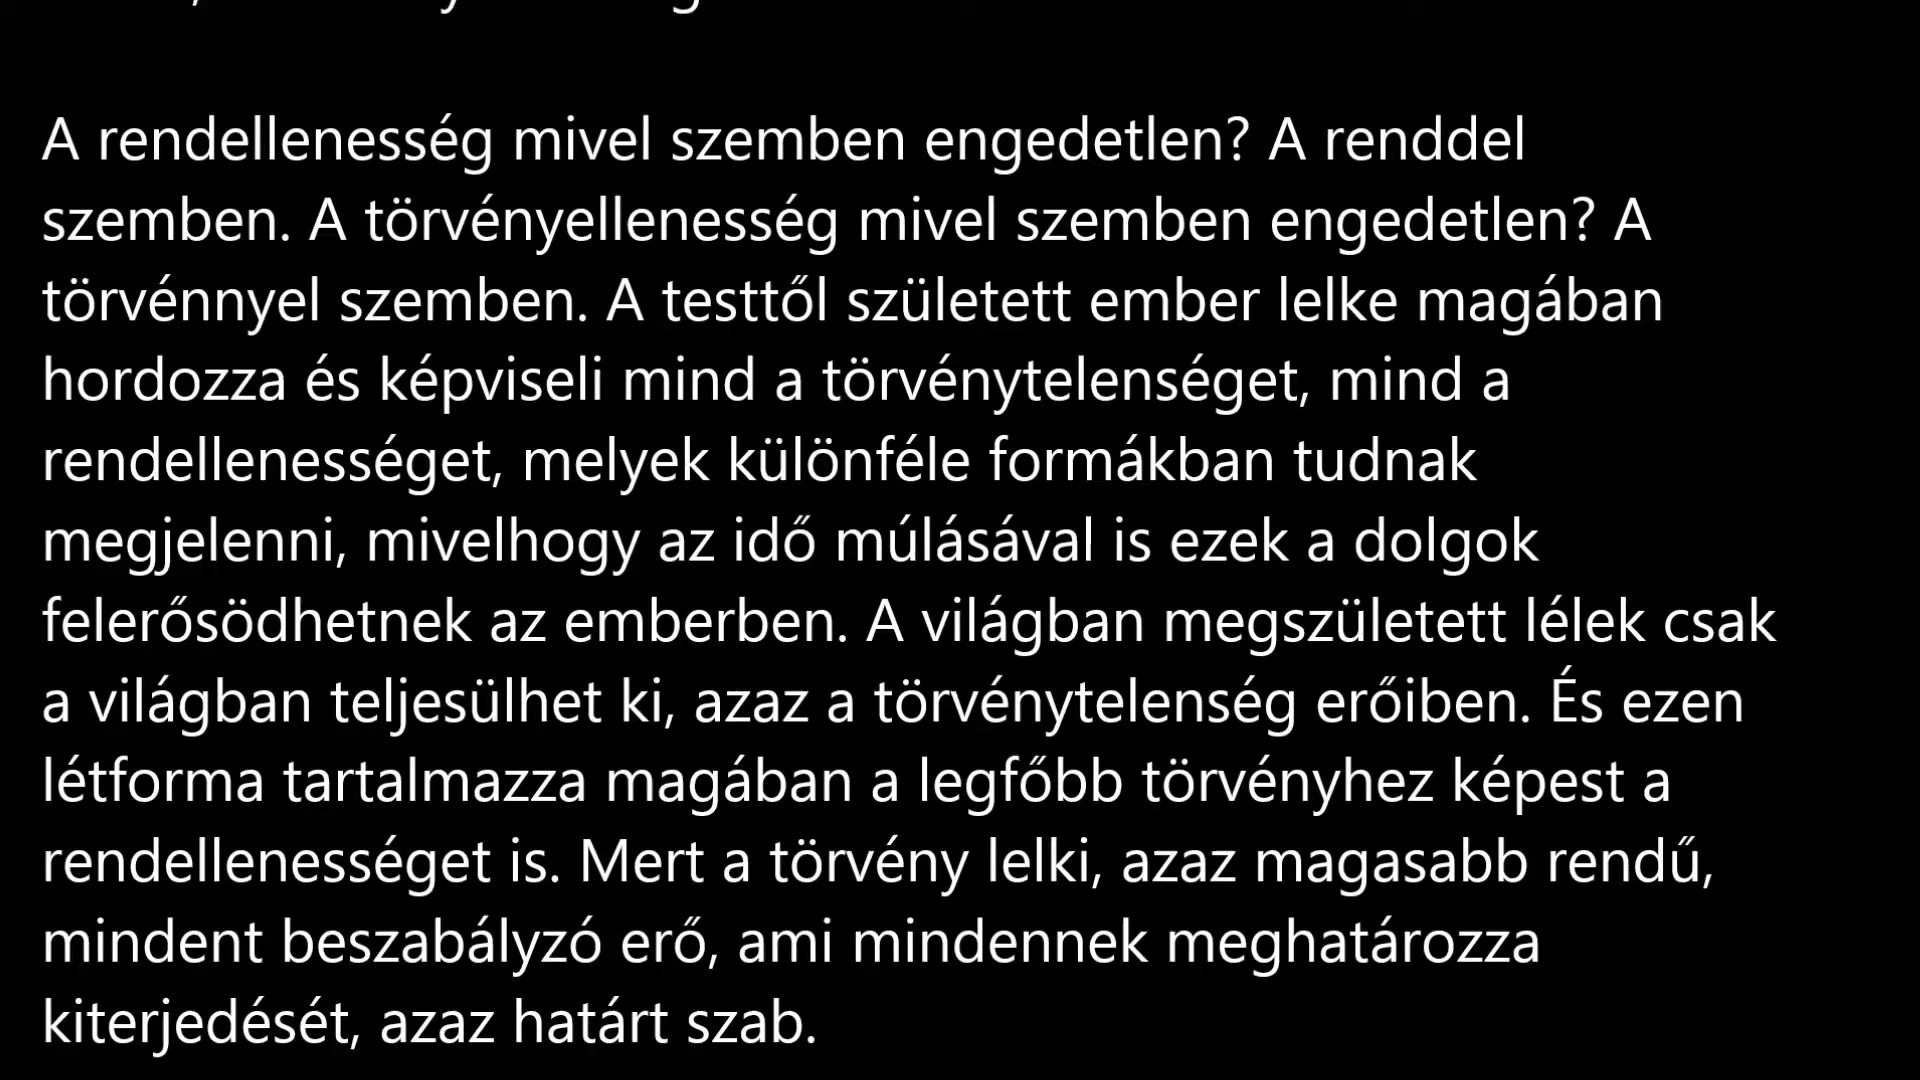 A rendellenesség mivel szemben engedetlen? A renddel
szemben. A törvényellenesség mivel szemben engedetlen? A
törvénnyel szemben. A testtől született ember lelke magában
hordozza és képviseli mind a törvénytelenséget, mind a
rendellenességet, melyek különféle formákban tudnak
megjelenni, mivelhogy az idő múlásával is ezek a dolgok
felerősödhetnek az emberben. A világban megszületett lélek csak
a világban teljesülhet ki, azaz a törvénytelenség erőiben. És ezen
létforma tartalmazza magában a legfőbb törvényhez képest a
rendellenességet is. Mert a törvény lelki, azaz magasabb rendű,
mindent beszabályzó erő, ami mindennek meghatározza
kiterjedését, azaz határt szab.